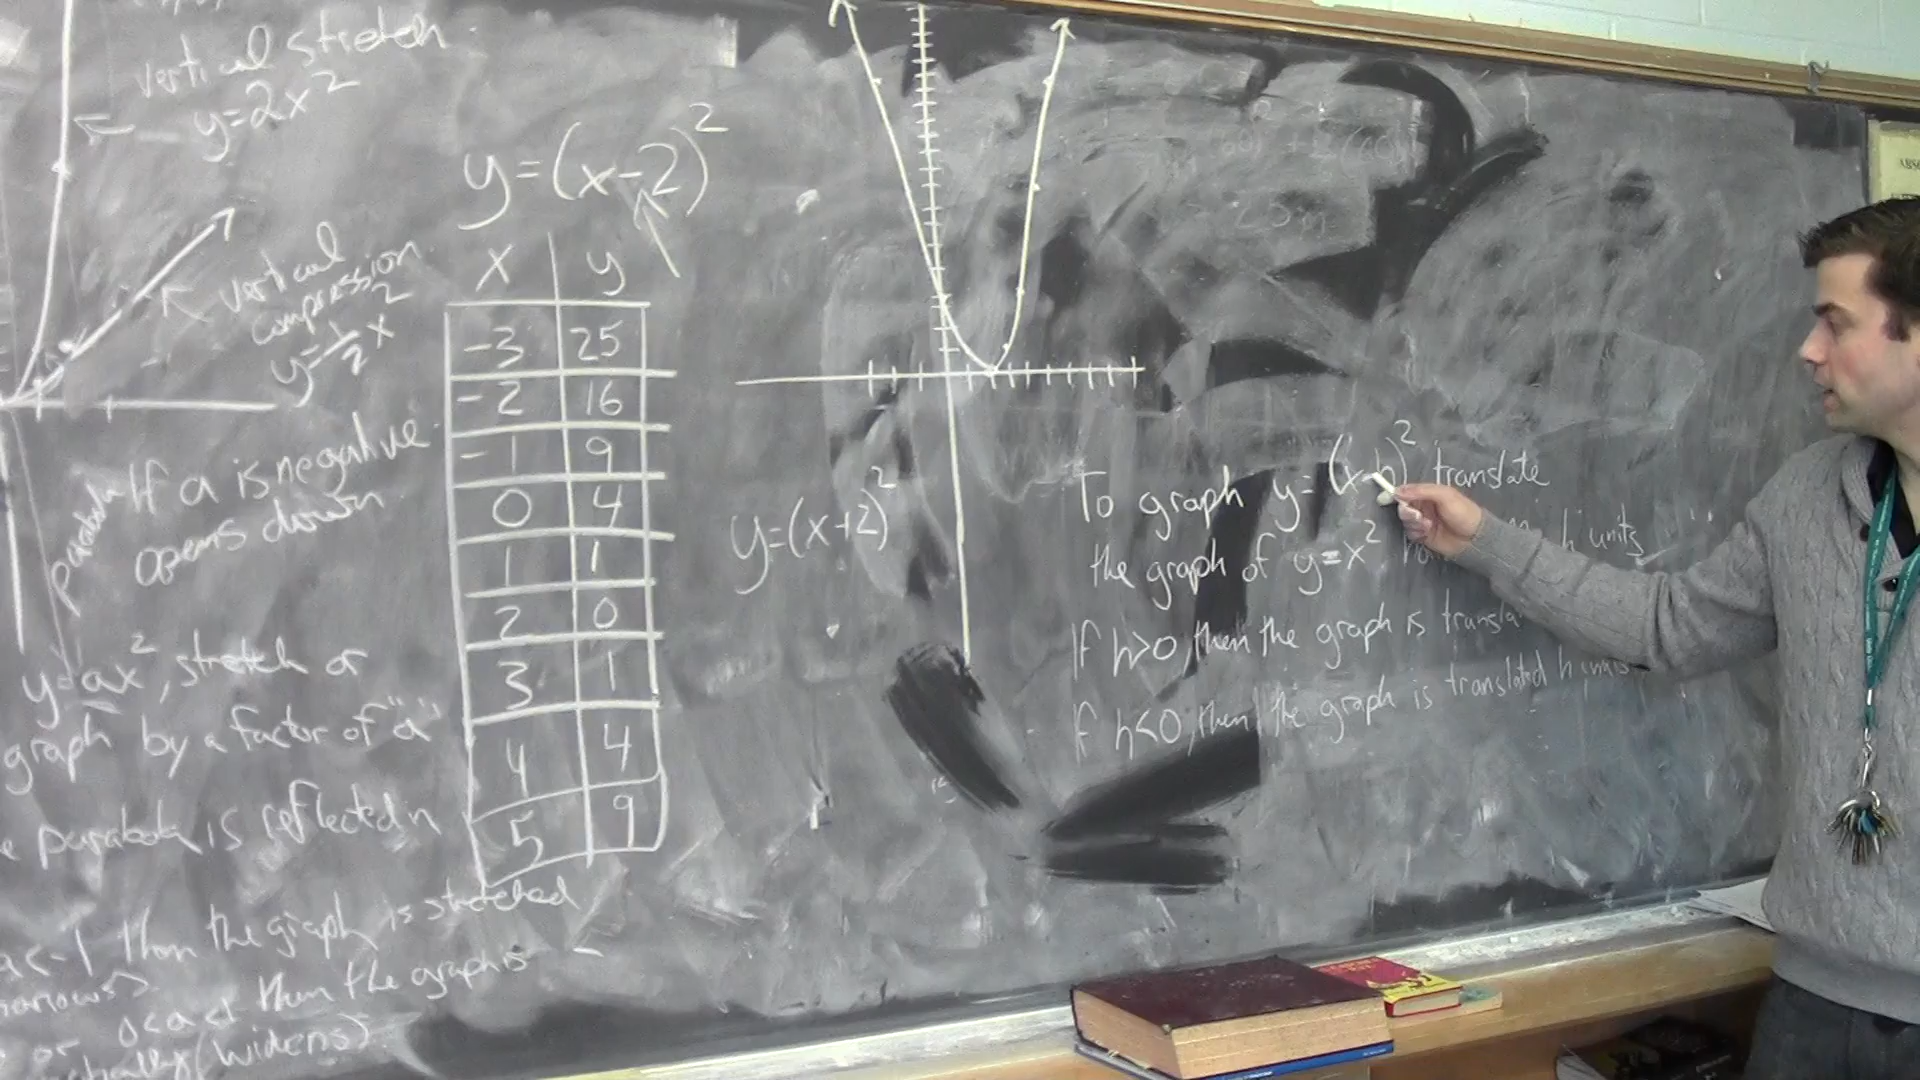 vertical stretch.
y=2x²
vertical
compression.
y=½x²
parabola
If a is negative
opens down
y=ax², stretch or
graph by a factor of "a"
parabola is reflected in
a<-1 then the graph is stretched
narrows)
or 0<a<1 then the graph is
(widens).
y=(x-2)²
x y
-3 25
-2 16
-1 9
0 4
1 1
2 0
3 1
4 4
5 9
y=(x+2)²
To graph y=(x-h)² translate
the graph of y=x² h units
If h>0, then the graph is
If h<0, then the graph is translated h units